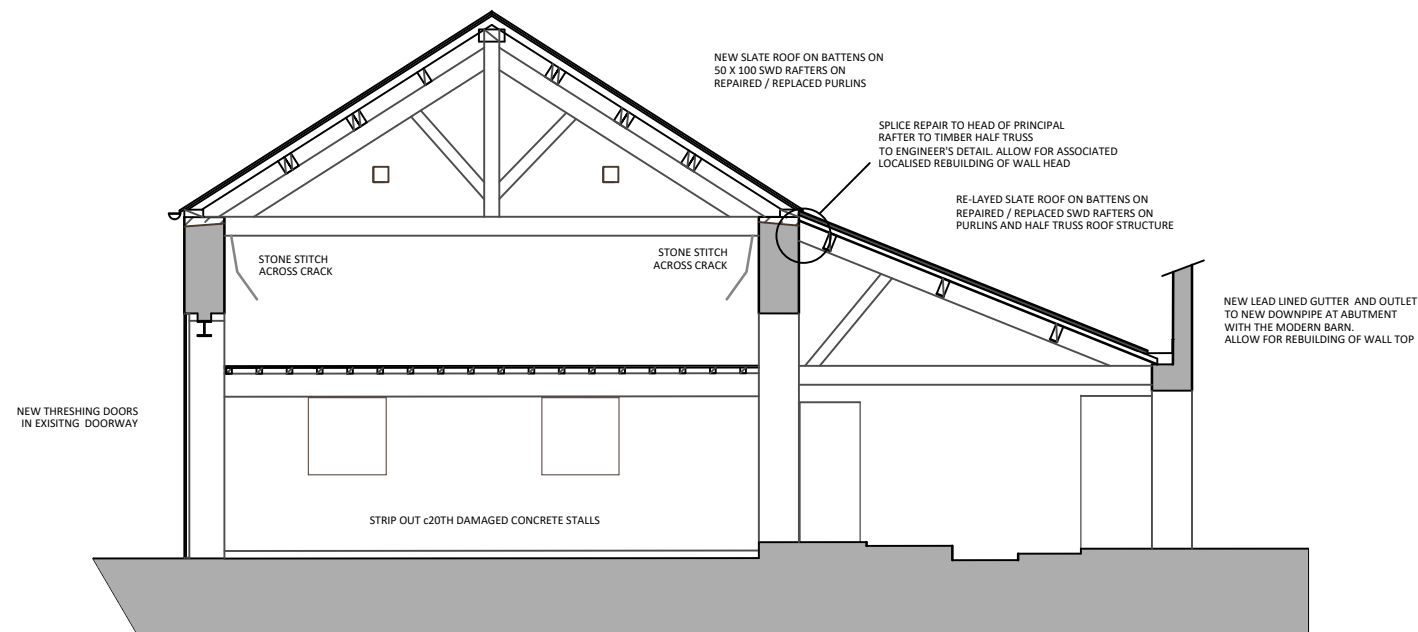 NEW SLATE ROOF ON BATTENS ON
50 X 100 SWD RAFTERS ON
REPAIRED / REPLACED PURLINS
SPLICE REPAIR TO HEAD OF PRINCIPAL
RAFTER TO TIMBER HALF TRUSS
TO ENGINEER'S DETAIL. ALLOW FOR ASSOCIATED
LOCALISED REBUILDING OF WALL HEAD
RE-LAYED SLATE ROOF ON BATTENS ON
REPAIRED / REPLACED SWD RAFTERS ON
PURLINS AND HALF TRUSS ROOF STRUCTURE
STONE STITCH
ACROSS CRACK
STONE STITCH
ACROSS CRACK
NEW LEAD LINED GUTTER AND OUTLET
TO NEW DOWNPIPE AT ABUTMENT
WITH THE MODERN BARN.
ALLOW FOR REBUILDING OF WALL TOP
NEW THRESHING DOORS
IN EXISITNG DOORWAY
STRIP OUT c20TH DAMAGED CONCRETE STALLS